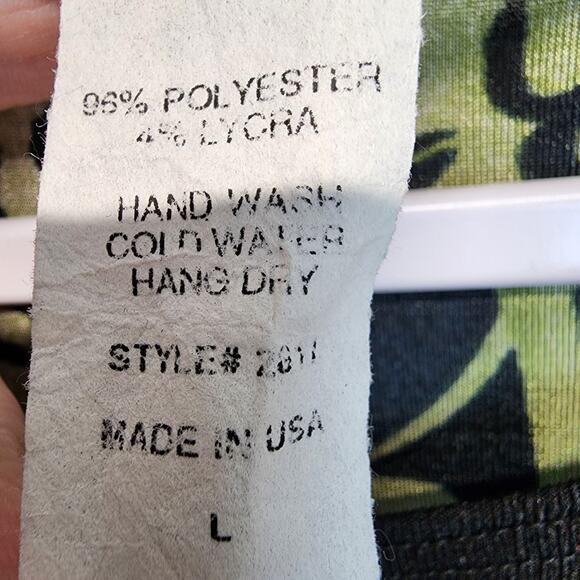 96% POLYESTER
4% LYCRA
HAND WASH
COLD WATER
HANG DRY
STYLE#
MADE IN USA
L